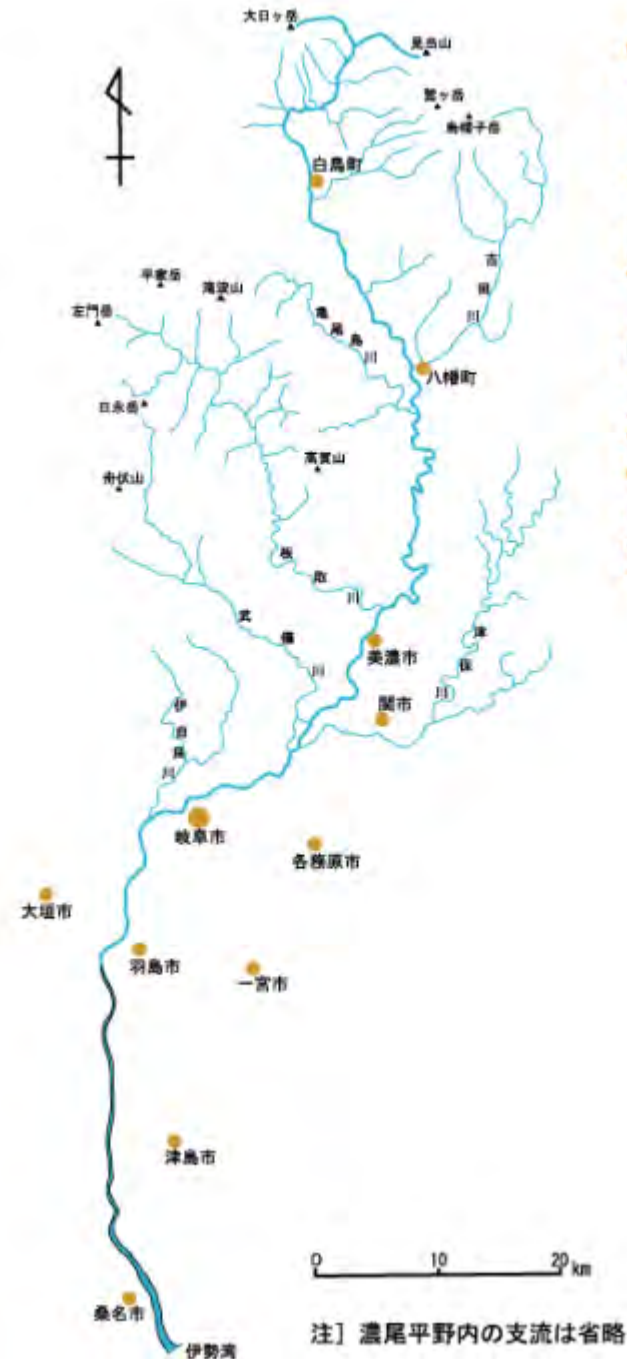 大日ヶ岳
見当山
鷲ヶ岳
烏帽子岳
白鳥町
吉田川
平家岳
滝波山
左門岳
亀尾島川
八幡町
日永岳
高賀山
舟伏山
板取川
武儀川
津保川
美濃市
関市
伊自良川
岐阜市
各務原市
大垣市
羽島市
一宮市
津島市
0 10 20 km
桑名市
伊勢湾
注］濃尾平野内の支流は省略